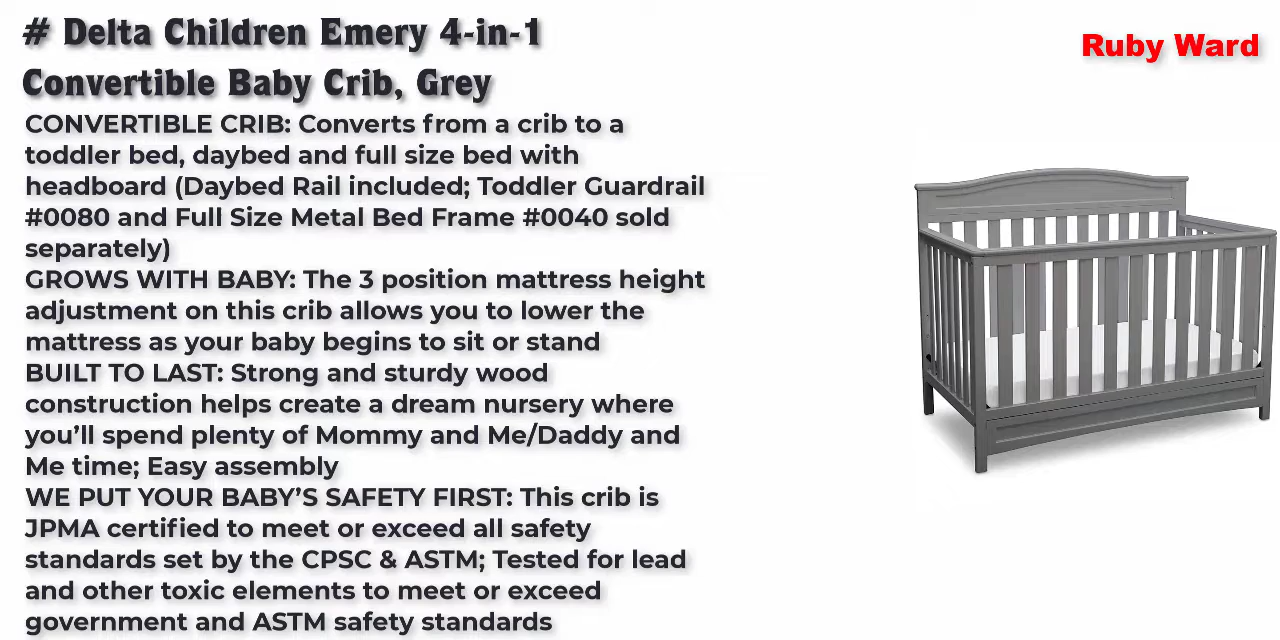 # Delta Children Emery 4-in-1
Convertible Baby Crib, Grey
Ruby Ward
CONVERTIBLE CRIB: Converts from a crib to a
toddler bed, daybed and full size bed with
headboard (Daybed Rail included; Toddler Guardrail
#0080 and Full Size Metal Bed Frame #0040 sold
separately)
GROWS WITH BABY: The 3 position mattress height
adjustment on this crib allows you to lower the
mattress as your baby begins to sit or stand
BUILT TO LAST: Strong and sturdy wood
construction helps create a dream nursery where
you’ll spend plenty of Mommy and Me/Daddy and
Me time; Easy assembly
WE PUT YOUR BABY’S SAFETY FIRST: This crib is
JPMA certified to meet or exceed all safety
standards set by the CPSC & ASTM; Tested for lead
and other toxic elements to meet or exceed
government and ASTM safety standards